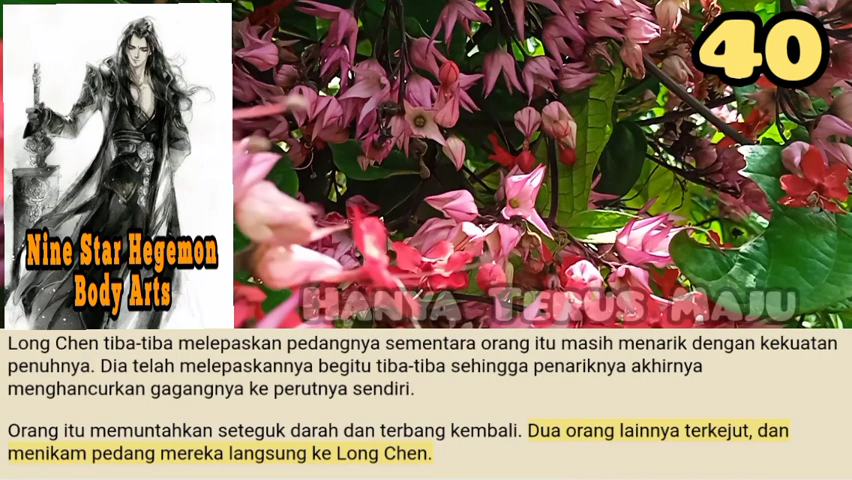 40
Nine Star Hegemon
Body Arts
Hanya Terus Maju
Long Chen tiba-tiba melepaskan pedangnya sementara orang itu masih menarik dengan kekuatan
penuhnya. Dia telah melepaskannya begitu tiba-tiba sehingga penariknya akhirnya
menghancurkan gagangnya ke perutnya sendiri.
Orang itu memuntahkan seteguk darah dan terbang kembali. Dua orang lainnya terkejut, dan
menikam pedang mereka langsung ke Long Chen.